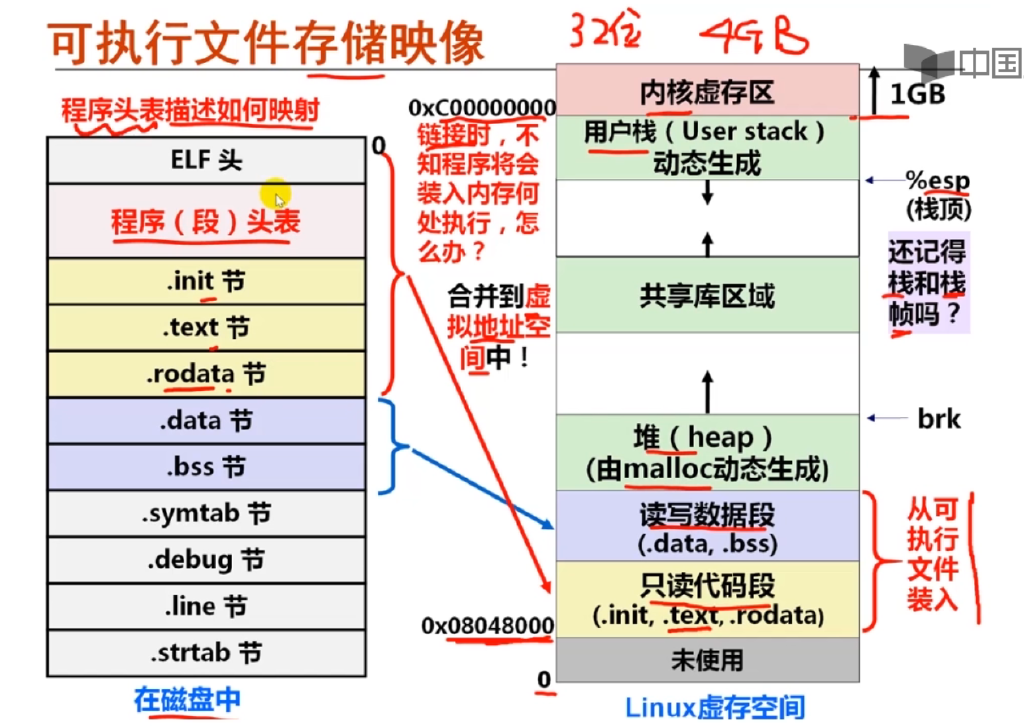 可执行文件存储映像
32位 4GB
中国
程序头表描述如何映射
0
ELF 头
程序（段）头表
.init 节
.text 节
.rodata 节
.data 节
.bss 节
.symtab 节
.debug 节
.line 节
.strtab 节
在磁盘中
0xC00000000
链接时，不
知程序将会
装入内存何
处执行，怎
么办？
合并到虚
拟地址空
间中！
0x08048000
0
内核虚存区
用户栈（User stack）
动态生成
共享库区域
堆（heap）
(由malloc动态生成)
读写数据段
(.data, .bss)
只读代码段
(.init, .text, .rodata)
未使用
Linux虚存空间
1GB
%esp
(栈顶)
还记得
栈和栈
帧吗？
brk
从可
执行
文件
装入